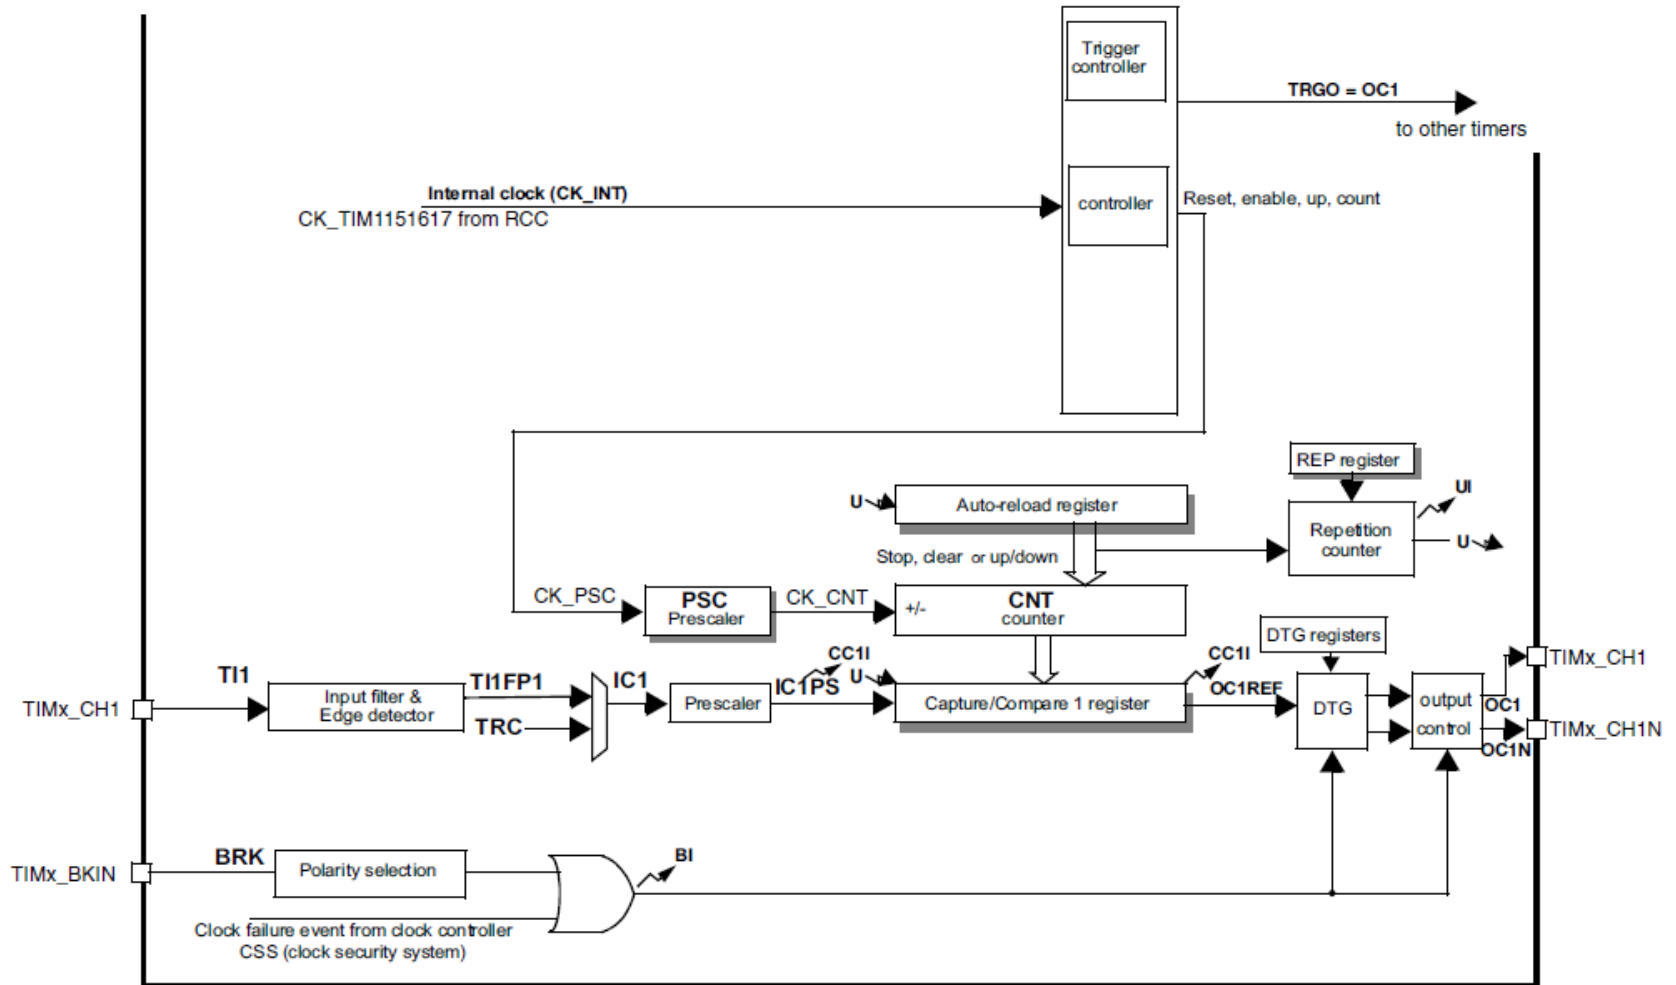 Trigger
controller
TRGO = OC1
to other timers
Internal clock (CK_INT)
CK_TIM1151617 from RCC
controller
Reset, enable, up, count
REP register
UI
U
Auto-reload register
Repetition
counter
U
Stop, clear or up/down
CK_PSC
PSC
Prescaler
CK_CNT
+/-
CNT
counter
DTG registers
CC1I
CC1I
TIMx_CH1
TI1
TI1FP1
IC1
IC1PS
U
OC1REF
TIMx_CH1
Input filter &
Edge detector
Prescaler
Capture/Compare 1 register
DTG
output
control
OC1
TRC
OC1N
TIMx_CH1N
TIMx_BKIN
BRK
Polarity selection
BI
Clock failure event from clock controller
CSS (clock security system)